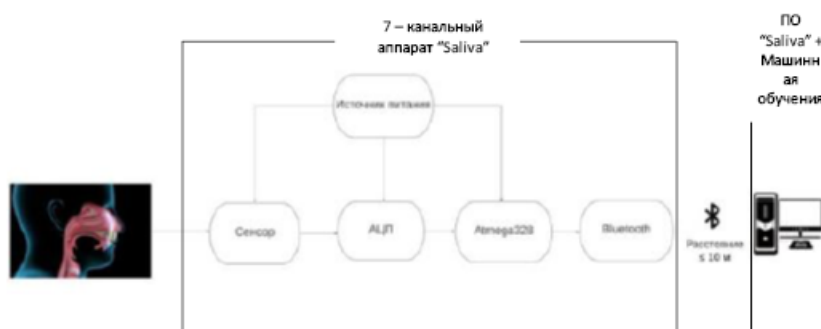 7 – канальный
аппарат “Saliva”
ПО
“Saliva” +
Машинн
ая
обучения
Источник питания
Сенсор
АЦП
Atmega328
Bluetooth
Расстояние
≤ 10 м